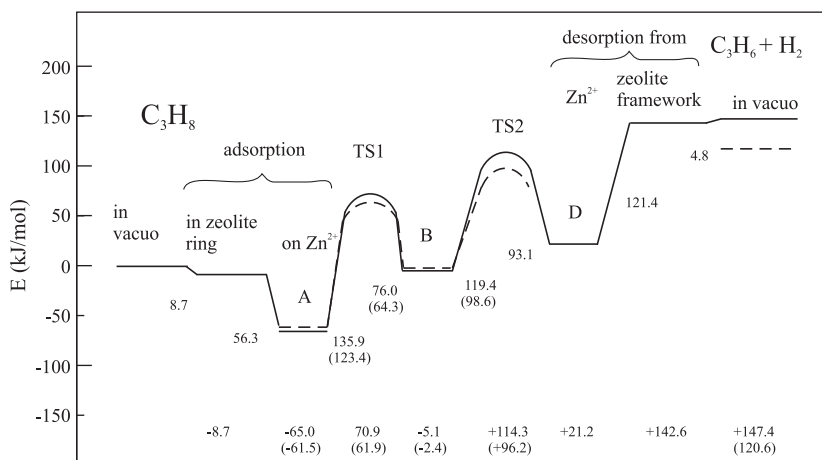 desorption from
C₃H₆ + H₂
Zn²⁺
zeolite
framework
in vacuo
C₃H₈
TS1
TS2
adsorption
in
vacuo
in zeolite
ring
on Zn²⁺
A
B
D
E (kJ/mol)
200
150
100
50
0
-50
-100
-150
8.7
56.3
135.9
(123.4)
76.0
(64.3)
119.4
(98.6)
93.1
121.4
4.8
-8.7
-65.0
(-61.5)
70.9
(61.9)
-5.1
(-2.4)
+114.3
(+96.2)
+21.2
+142.6
+147.4
(120.6)